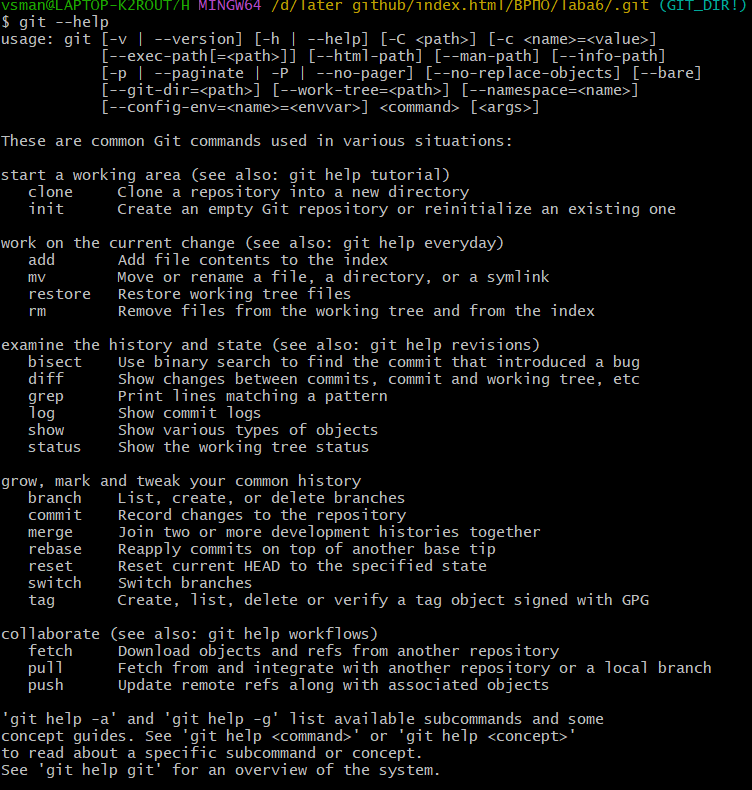 vsman@LAPTOP-K2ROUT7H MINGW64 /d/later github/index.html/ВРПО/laba6/.git (GIT_DIR!)
$ git --help
usage: git [-v | --version] [-h | --help] [-C <path>] [-c <name>=<value>]
           [--exec-path[=<path>]] [--html-path] [--man-path] [--info-path]
           [-p | --paginate | -P | --no-pager] [--no-replace-objects] [--bare]
           [--git-dir=<path>] [--work-tree=<path>] [--namespace=<name>]
           [--config-env=<name>=<envvar>] <command> [<args>]

These are common Git commands used in various situations:

start a working area (see also: git help tutorial)
   clone     Clone a repository into a new directory
   init      Create an empty Git repository or reinitialize an existing one

work on the current change (see also: git help everyday)
   add       Add file contents to the index
   mv        Move or rename a file, a directory, or a symlink
   restore   Restore working tree files
   rm        Remove files from the working tree and from the index

examine the history and state (see also: git help revisions)
   bisect    Use binary search to find the commit that introduced a bug
   diff      Show changes between commits, commit and working tree, etc
   grep      Print lines matching a pattern
   log       Show commit logs
   show      Show various types of objects
   status    Show the working tree status

grow, mark and tweak your common history
   branch    List, create, or delete branches
   commit    Record changes to the repository
   merge     Join two or more development histories together
   rebase    Reapply commits on top of another base tip
   reset     Reset current HEAD to the specified state
   switch    Switch branches
   tag       Create, list, delete or verify a tag object signed with GPG

collaborate (see also: git help workflows)
   fetch     Download objects and refs from another repository
   pull      Fetch from and integrate with another repository or a local branch
   push      Update remote refs along with associated objects

'git help -a' and 'git help -g' list available subcommands and some
concept guides. See 'git help <command>' or 'git help <concept>'
to read about a specific subcommand or concept.
See 'git help git' for an overview of the system.